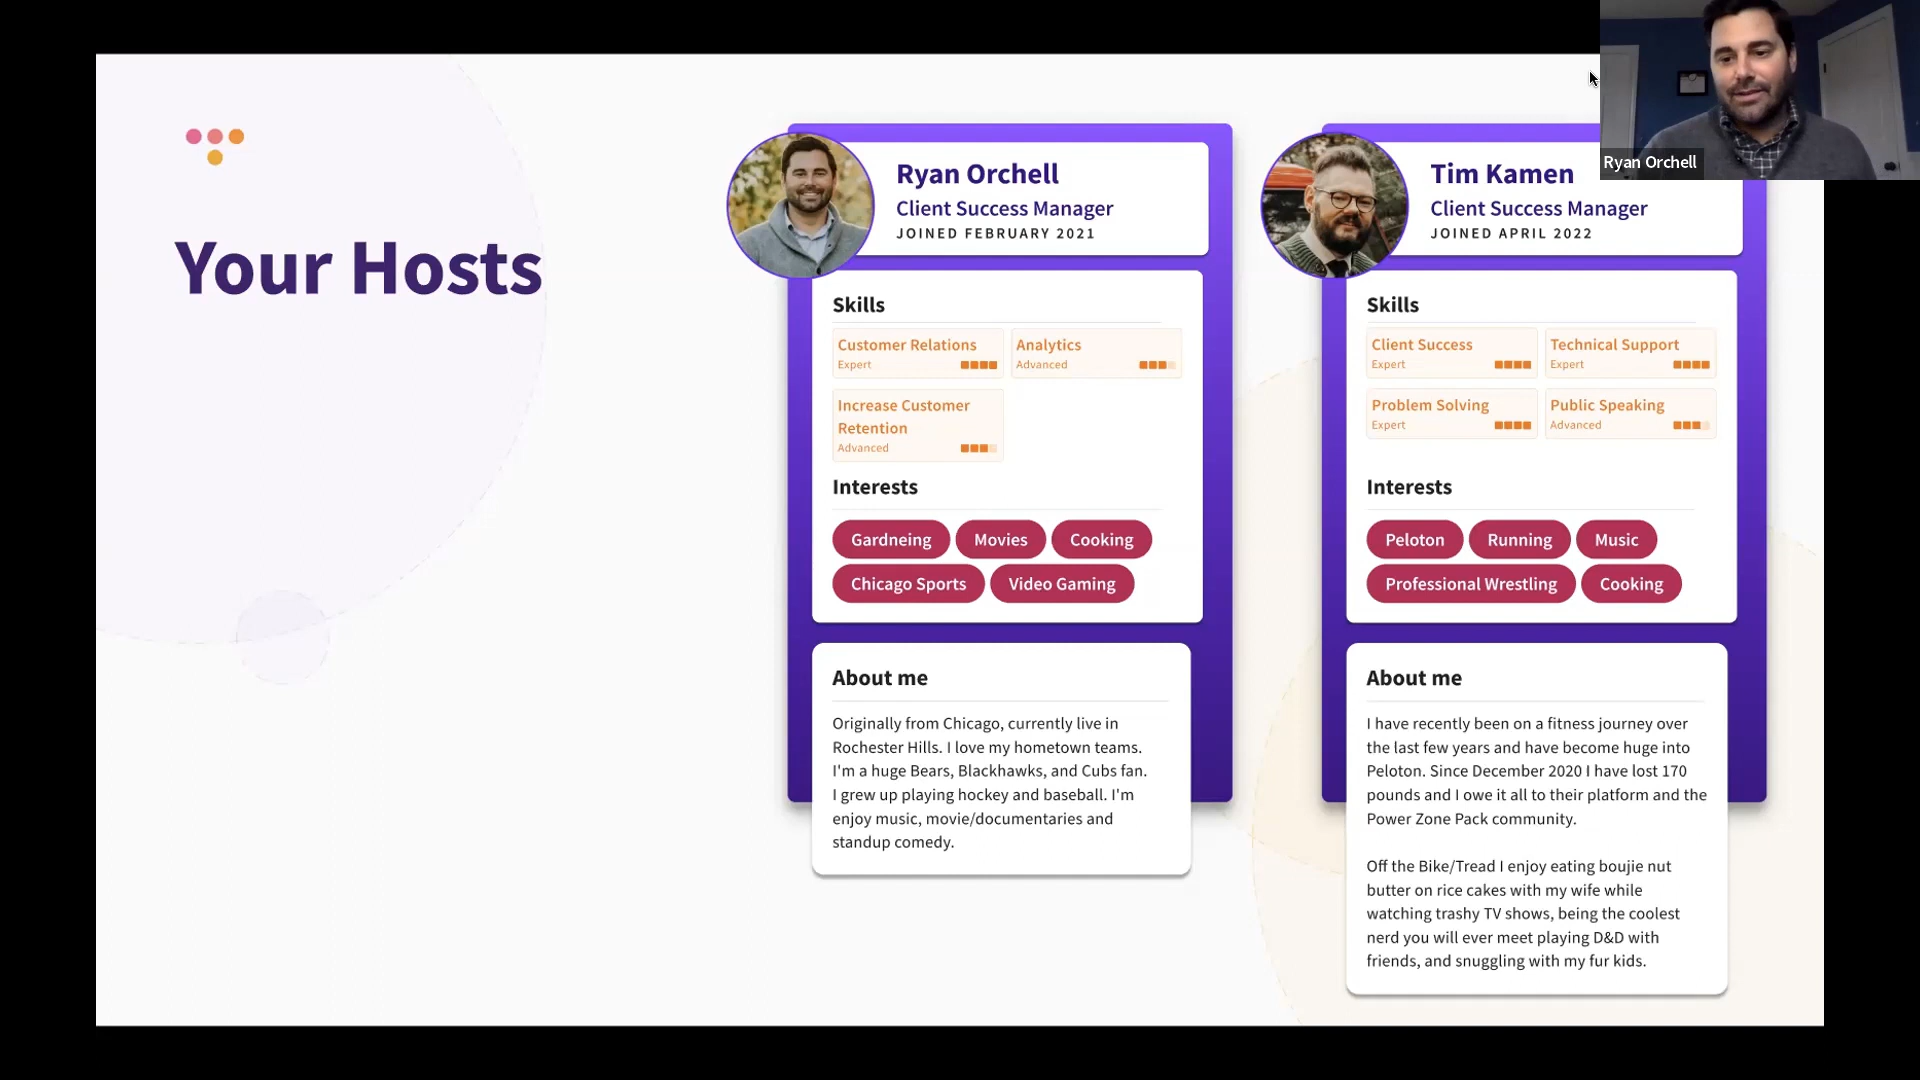 Your Hosts
Ryan Orchell
Client Success Manager
JOINED FEBRUARY 2021
Skills
Customer Relations
Expert
Analytics
Advanced
Increase Customer
Retention
Advanced
Interests
Gardneing
Movies
Cooking
Chicago Sports
Video Gaming
About me
Originally from Chicago, currently live in
Rochester Hills. I love my hometown teams.
I'm a huge Bears, Blackhawks, and Cubs fan.
I grew up playing hockey and baseball. I'm
enjoy music, movie/documentaries and
standup comedy.
Tim Kamen
Client Success Manager
JOINED APRIL 2022
Skills
Client Success
Expert
Technical Support
Expert
Problem Solving
Expert
Public Speaking
Advanced
Interests
Peloton
Running
Music
Professional Wrestling
Cooking
About me
I have recently been on a fitness journey over
the last few years and have become huge into
Peloton. Since December 2020 I have lost 170
pounds and I owe it all to their platform and the
Power Zone Pack community.
Off the Bike/Tread I enjoy eating boujie nut
butter on rice cakes with my wife while
watching trashy TV shows, being the coolest
nerd you will ever meet playing D&D with
friends, and snuggling with my fur kids.
Ryan Orchell